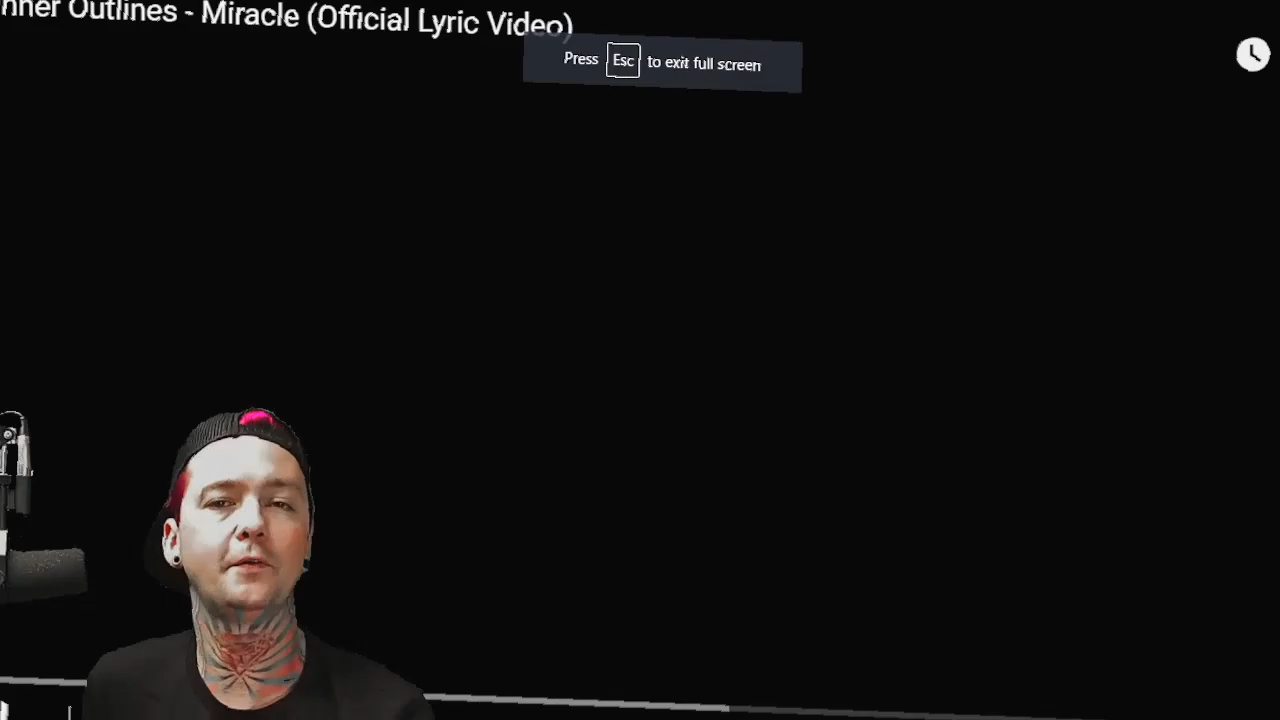 nner Outlines - Miracle (Official Lyric Video)
Press Esc to exit full screen